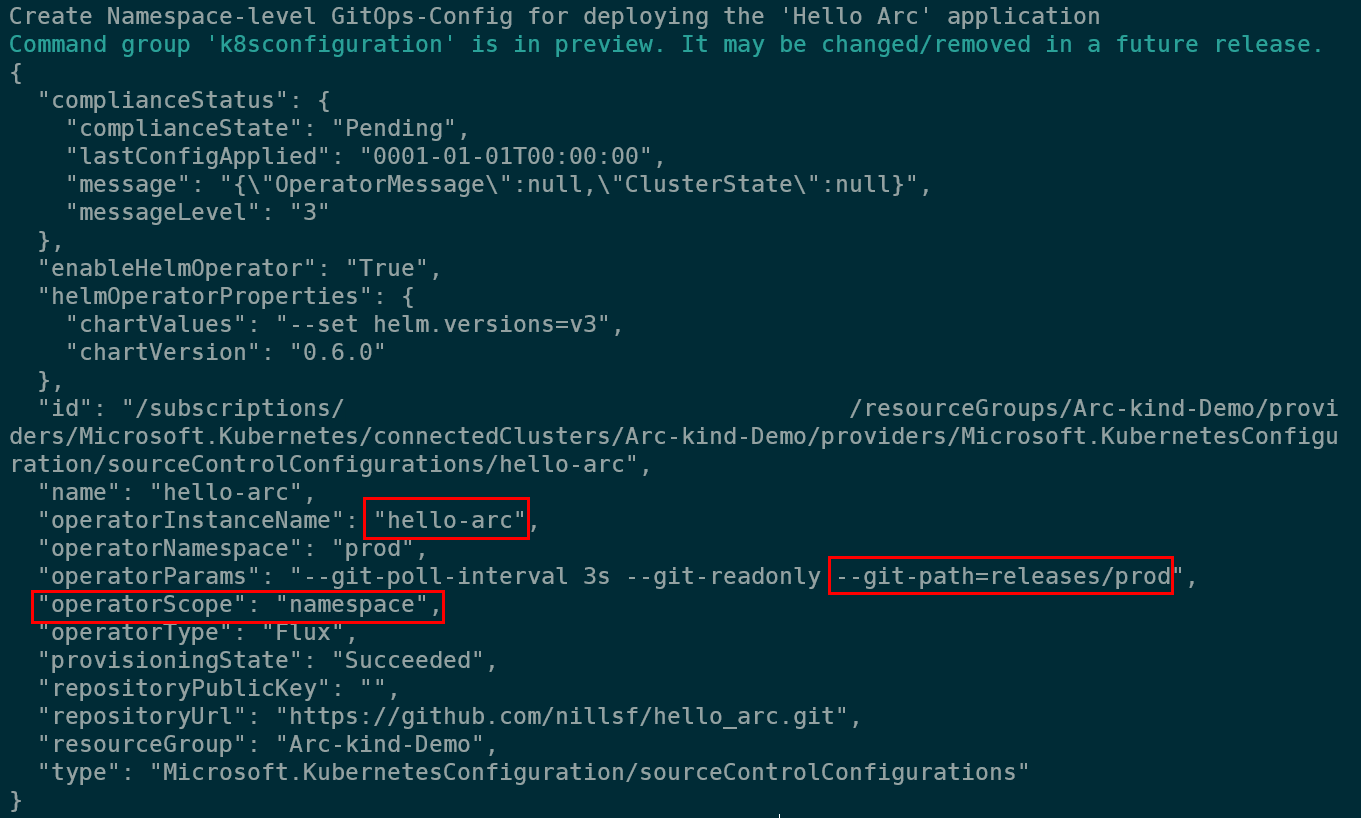 Create Namespace-level GitOps-Config for deploying the 'Hello Arc' application
Command group 'k8sconfiguration' is in preview. It may be changed/removed in a future release.
{
  "complianceStatus": {
    "complianceState": "Pending",
    "lastConfigApplied": "0001-01-01T00:00:00",
    "message": "{\"OperatorMessage\":null,\"ClusterState\":null}",
    "messageLevel": "3"
  },
  "enableHelmOperator": "True",
  "helmOperatorProperties": {
    "chartValues": "--set helm.versions=v3",
    "chartVersion": "0.6.0"
  },
  "id": "/subscriptions/                                    /resourceGroups/Arc-kind-Demo/provi
ders/Microsoft.Kubernetes/connectedClusters/Arc-kind-Demo/providers/Microsoft.KubernetesConfigu
ration/sourceControlConfigurations/hello-arc",
  "name": "hello-arc",
  "operatorInstanceName": "hello-arc",
  "operatorNamespace": "prod",
  "operatorParams": "--git-poll-interval 3s --git-readonly --git-path=releases/prod",
  "operatorScope": "namespace",
  "operatorType": "Flux",
  "provisioningState": "Succeeded",
  "repositoryPublicKey": "",
  "repositoryUrl": "https://github.com/nillsf/hello_arc.git",
  "resourceGroup": "Arc-kind-Demo",
  "type": "Microsoft.KubernetesConfiguration/sourceControlConfigurations"
}